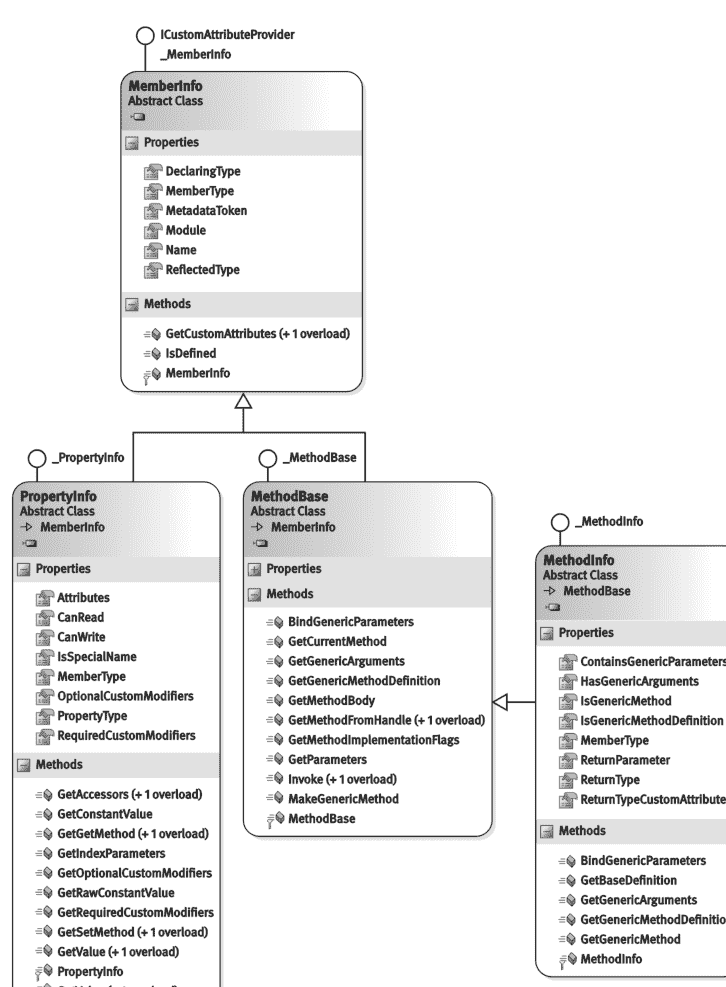 ICustomAttributeProvider
_MemberInfo
MemberInfo
Abstract Class
Properties
DeclaringType
MemberType
MetadataToken
Module
Name
ReflectedType
Methods
GetCustomAttributes (+ 1 overload)
IsDefined
MemberInfo
_PropertyInfo
PropertyInfo
Abstract Class
MemberInfo
Properties
Attributes
CanRead
CanWrite
IsSpecialName
MemberType
OptionalCustomModifiers
PropertyType
RequiredCustomModifiers
Methods
GetAccessors (+ 1 overload)
GetConstantValue
GetGetMethod (+ 1 overload)
GetIndexParameters
GetOptionalCustomModifiers
GetRawConstantValue
GetRequiredCustomModifiers
GetSetMethod (+ 1 overload)
GetValue (+ 1 overload)
PropertyInfo
_MethodBase
MethodBase
Abstract Class
MemberInfo
Properties
Methods
BindGenericParameters
GetCurrentMethod
GetGenericArguments
GetGenericMethodDefinition
GetMethodBody
GetMethodFromHandle (+ 1 overload)
GetMethodImplementationFlags
GetParameters
Invoke (+ 1 overload)
MakeGenericMethod
MethodBase
_MethodInfo
MethodInfo
Abstract Class
MethodBase
Properties
ContainsGenericParameters
HasGenericArguments
IsGenericMethod
IsGenericMethodDefinition
MemberType
ReturnParameter
ReturnType
ReturnTypeCustomAttribute
Methods
BindGenericParameters
GetBaseDefinition
GetGenericArguments
GetGenericMethodDefinitio
GetGenericMethod
MethodInfo